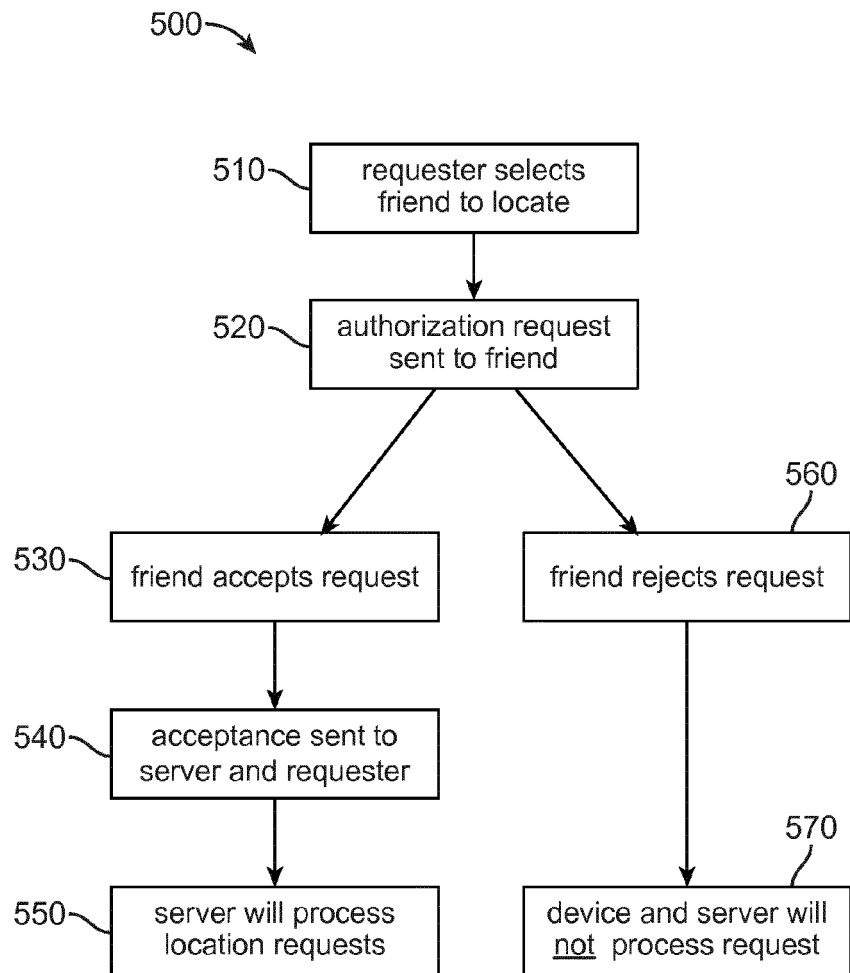 500
510
requester selects
friend to locate
520
authorization request
sent to friend
560
530
friend accepts request
friend rejects request
540
acceptance sent to
server and requester
570
550
server will process
location requests
device and server will
not process request